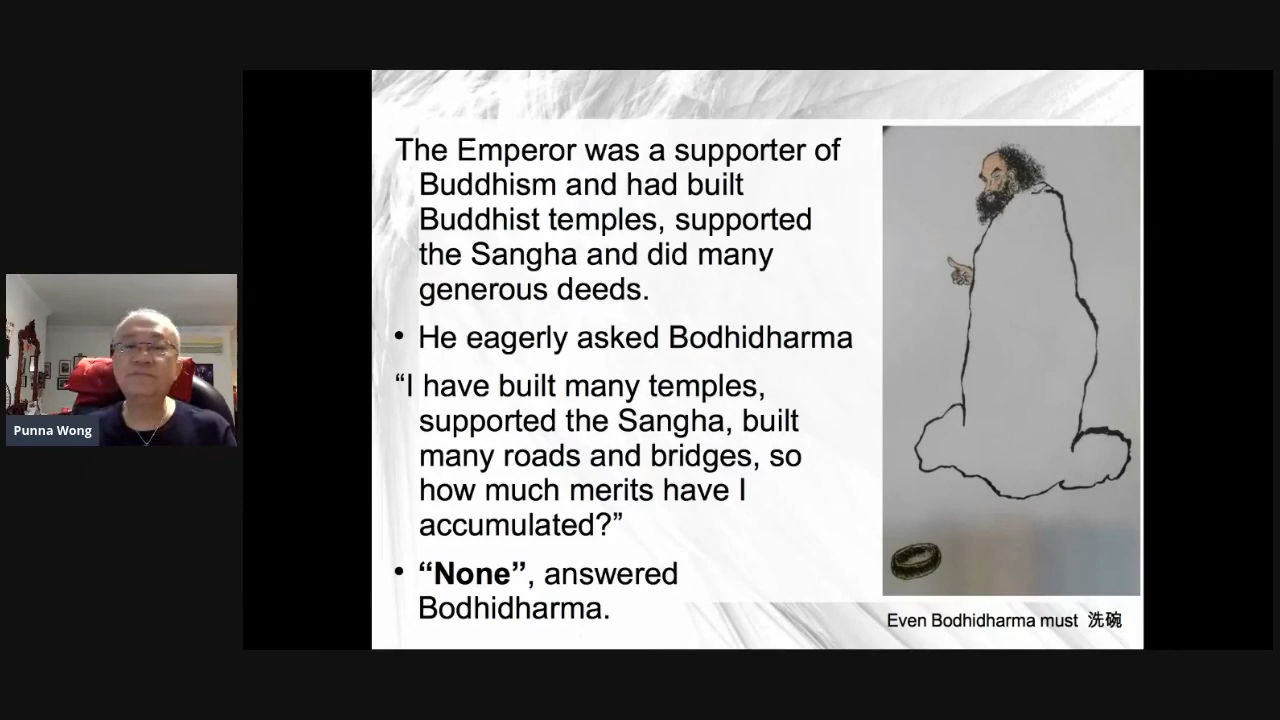 The Emperor was a supporter of
Buddhism and had built
Buddhist temples, supported
the Sangha and did many
generous deeds.
• He eagerly asked Bodhidharma
“I have built many temples,
supported the Sangha, built
many roads and bridges, so
how much merits have I
accumulated?”
• “None”, answered
Bodhidharma.
Even Bodhidharma must 洗碗
Punna Wong